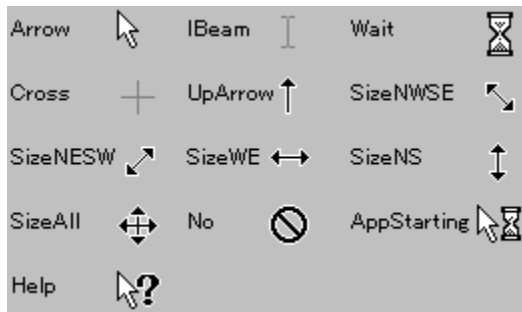 Arrow IBeam Wait
Cross UpArrow SizeNWSE
SizeNESW SizeWE SizeNS
SizeAll No AppStarting
Help